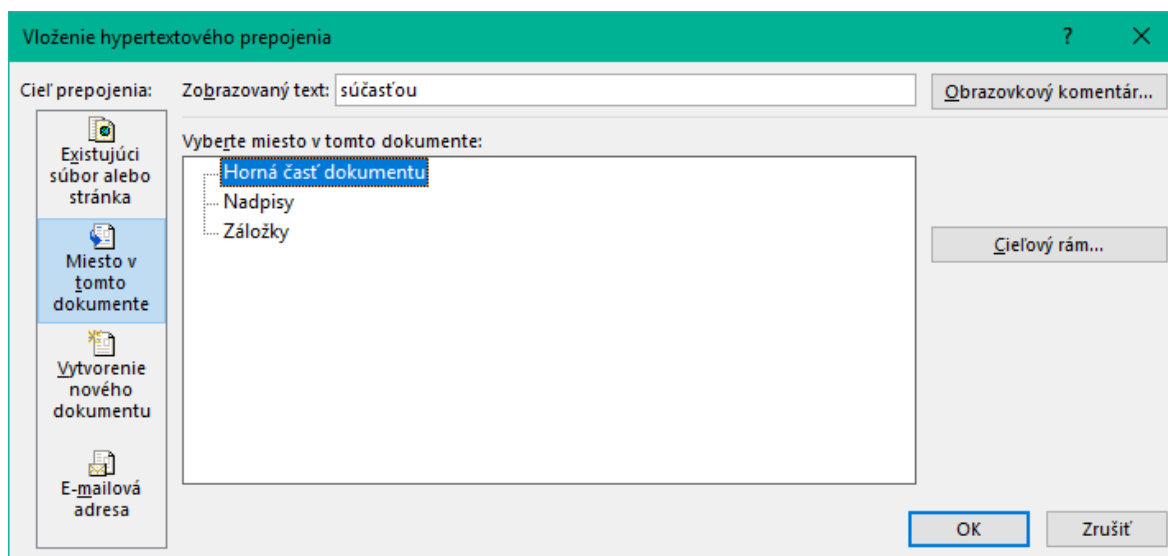 Vloženie hypertextového prepojenia
?
Cieľ prepojenia:
Zobrazovaný text: súčasťou
Obrazovkový komentár...
Existujúci
súbor alebo
stránka
Miesto v
tomto
dokumente
Vytvorenie
nového
dokumentu
E-mailová
adresa
Vyberte miesto v tomto dokumente:
Horná časť dokumentu
Nadpisy
Záložky
Cieľový rám...
OK
Zrušiť